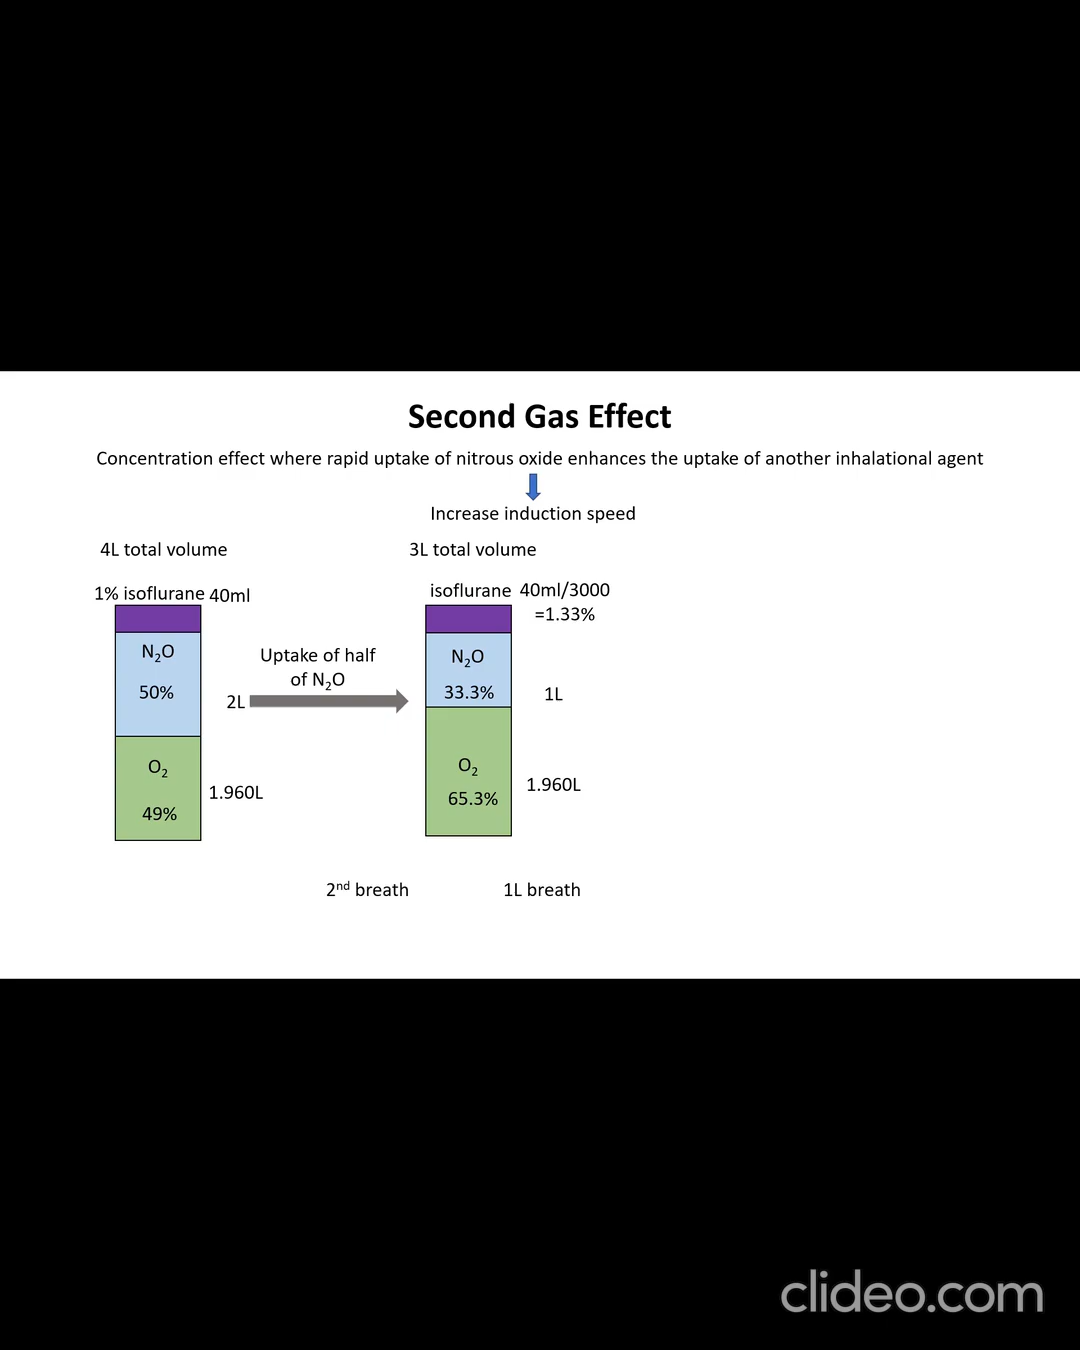 Second Gas Effect
Concentration effect where rapid uptake of nitrous oxide enhances the uptake of another inhalational agent
Increase induction speed
4L total volume
3L total volume
1% isoflurane 40ml
N₂O
50%
2L
O₂
49%
1.960L
Uptake of half
of N₂O
isoflurane 40ml/3000
=1.33%
N₂O
33.3%
1L
O₂
65.3%
1.960L
2ⁿᵈ breath
1L breath
clideo.com